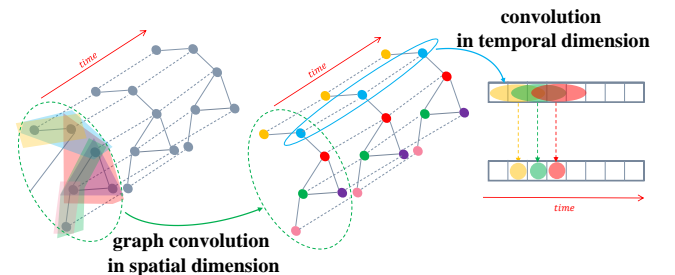 time
graph convolution
in spatial dimension
time
convolution
in temporal dimension
time